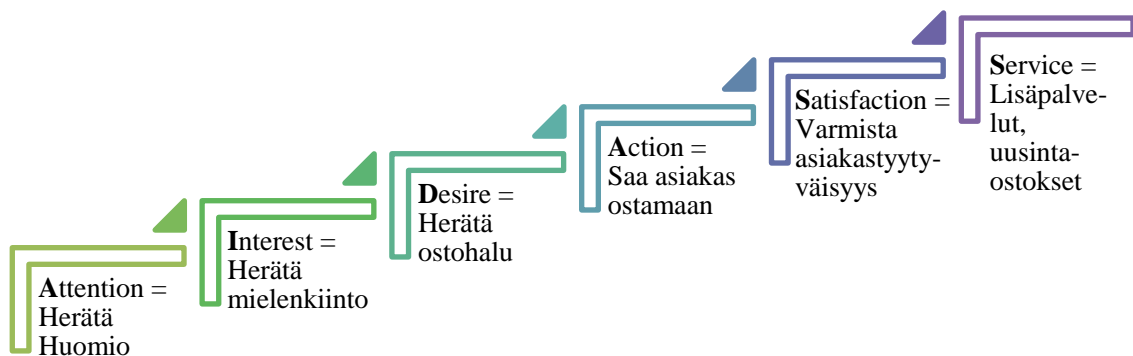 Attention =
Herätä
Huomio
Interest =
Herätä
mielenkiinto
Desire =
Herätä
ostohalu
Action =
Saa asiakas
ostamaan
Satisfaction =
Varmista
asiakastyyty-
väisyys
Service =
Lisäpalve-
lut,
uusinta-
ostokset